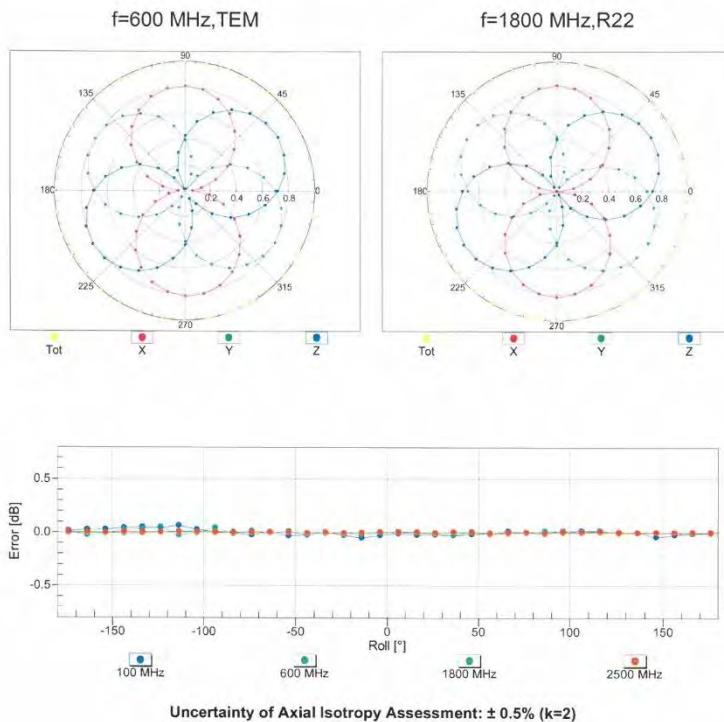 f=600 MHz,TEM
f=1800 MHz,R22
90
135
45
180
0.2 0.4 0.6 0.8
0
225
315
270
Tot X Y Z
90
135
45
180
0.2 0.4 0.6 0.8
0
225
315
270
Tot X Y Z
Error [dB]
0.5
0.0
-0.5
-150 -100 -50 0 50 100 150
Roll [°]
100 MHz 600 MHz 1800 MHz 2500 MHz
Uncertainty of Axial Isotropy Assessment: ± 0.5% (k=2)